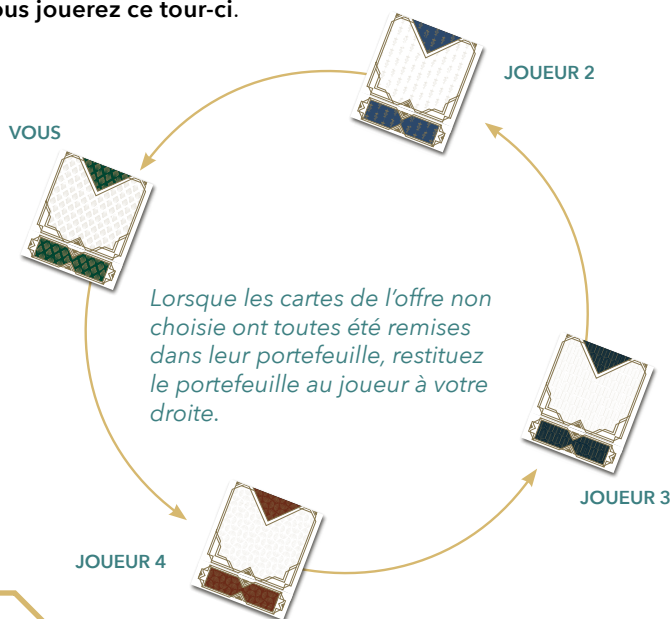 ous jouerez ce tour-ci.
JOUEUR 2
VOUS
Lorsque les cartes de l'offre non
choisie ont toutes été remises
dans leur portefeuille, restituez
le portefeuille au joueur à votre
droite.
JOUEUR 3
JOUEUR 4